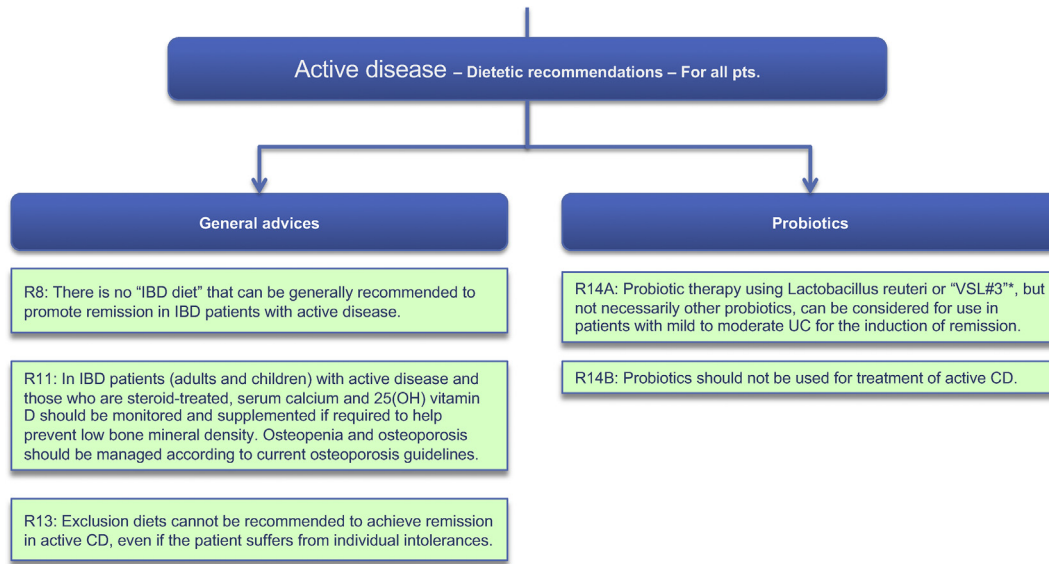 Active disease – Dietetic recommendations – For all pts.
General advices
R8: There is no “IBD diet” that can be generally recommended to
promote remission in IBD patients with active disease.
R11: In IBD patients (adults and children) with active disease and
those who are steroid-treated, serum calcium and 25(OH) vitamin
D should be monitored and supplemented if required to help
prevent low bone mineral density. Osteopenia and osteoporosis
should be managed according to current osteoporosis guidelines.
R13: Exclusion diets cannot be recommended to achieve remission
in active CD, even if the patient suffers from individual intolerances.
Probiotics
R14A: Probiotic therapy using Lactobacillus reuteri or “VSL#3”*, but
not necessarily other probiotics, can be considered for use in
patients with mild to moderate UC for the induction of remission.
R14B: Probiotics should not be used for treatment of active CD.